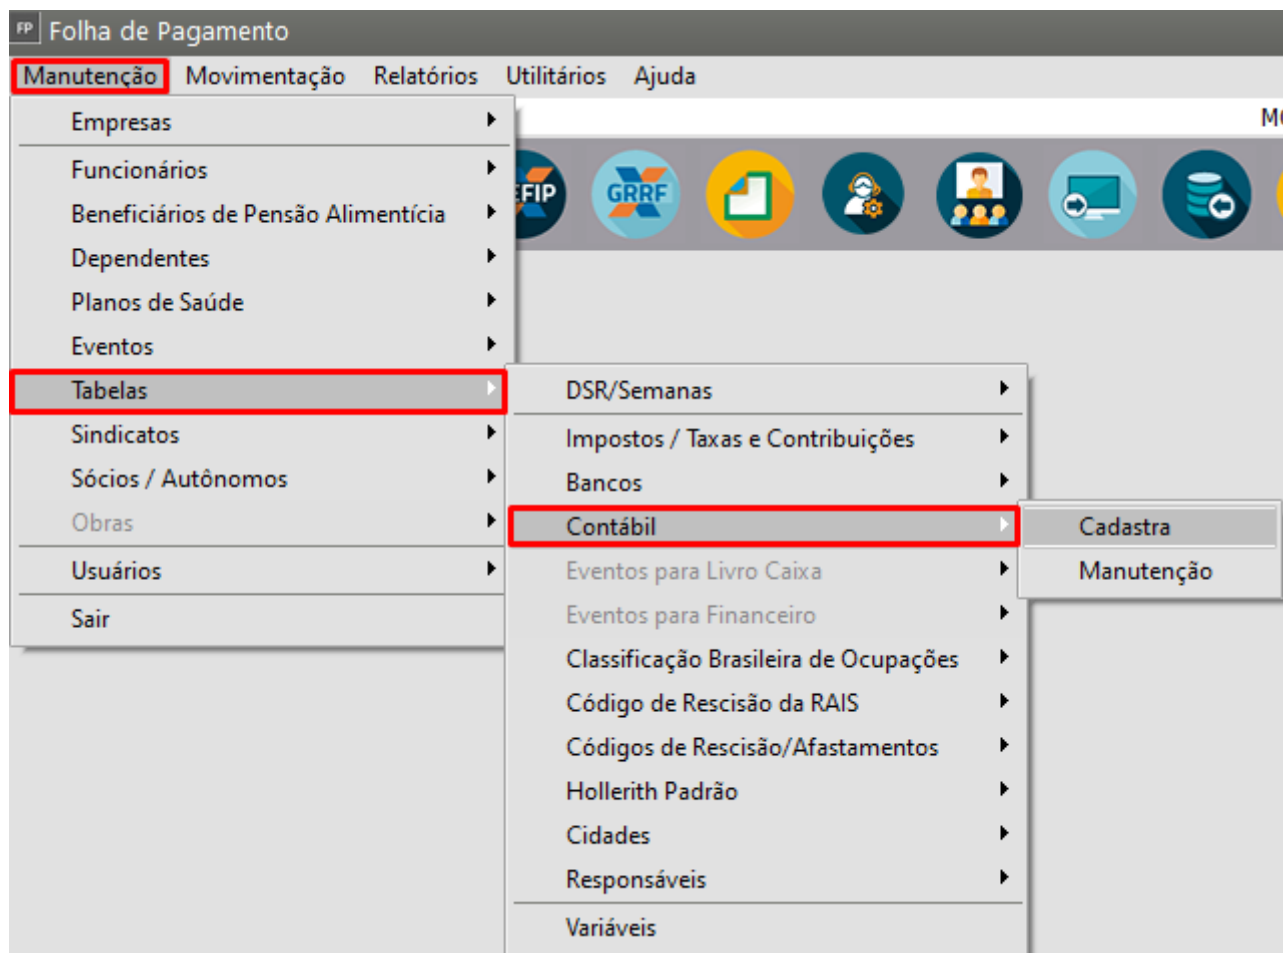 FP Folha de Pagamento
Manutenção Movimentação Relatórios Utilitários Ajuda
Empresas
Funcionários
Beneficiários de Pensão Alimentícia
Dependentes
Planos de Saúde
Eventos
Tabelas
Sindicatos
Sócios / Autônomos
Obras
Usuários
Sair
GRRF
DSR/Semanas
Impostos / Taxas e Contribuições
Bancos
Contábil
Eventos para Livro Caixa
Eventos para Financeiro
Classificação Brasileira de Ocupações
Código de Rescisão da RAIS
Códigos de Rescisão/Afastamentos
Hollerith Padrão
Cidades
Responsáveis
Variáveis
Cadastra
Manutenção